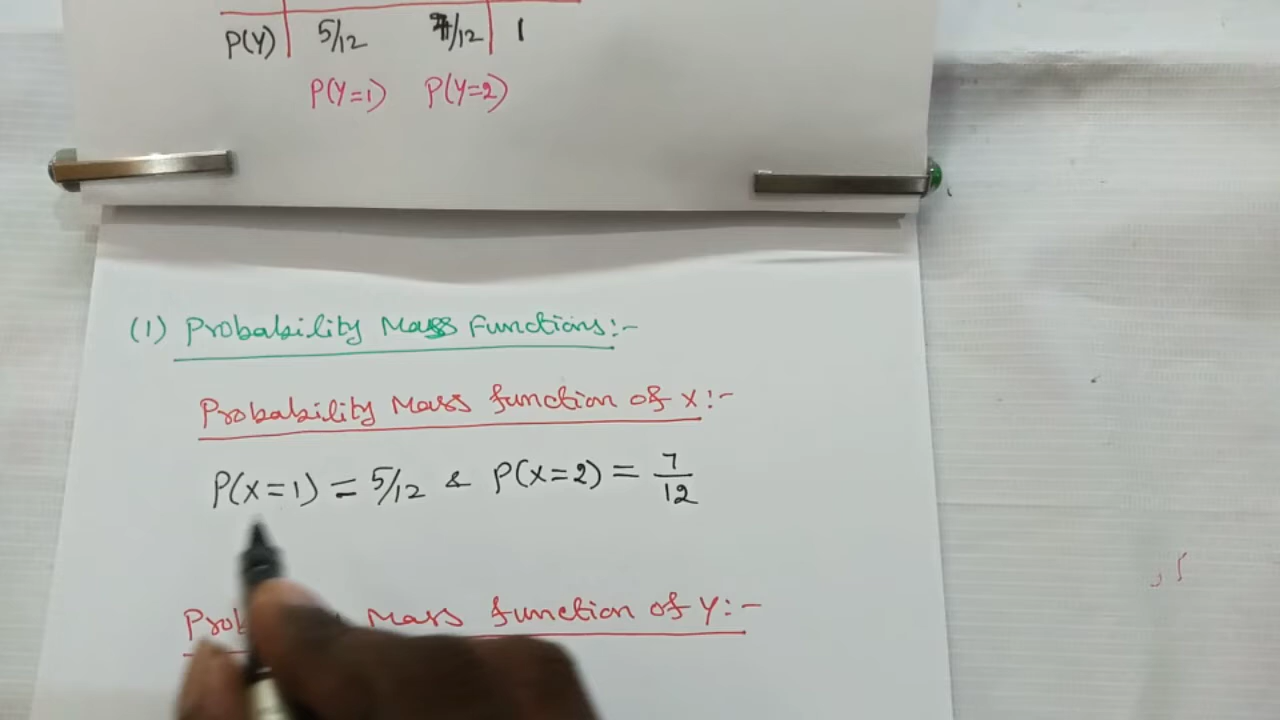 P(Y) 5/12 7/12 1
P(Y=1) P(Y=2)
(1) Probability Mass Functions:-
Probability Mass function of X:-
P(X=1) = 5/12 & P(X=2) = 7/12
Mass function of Y:-